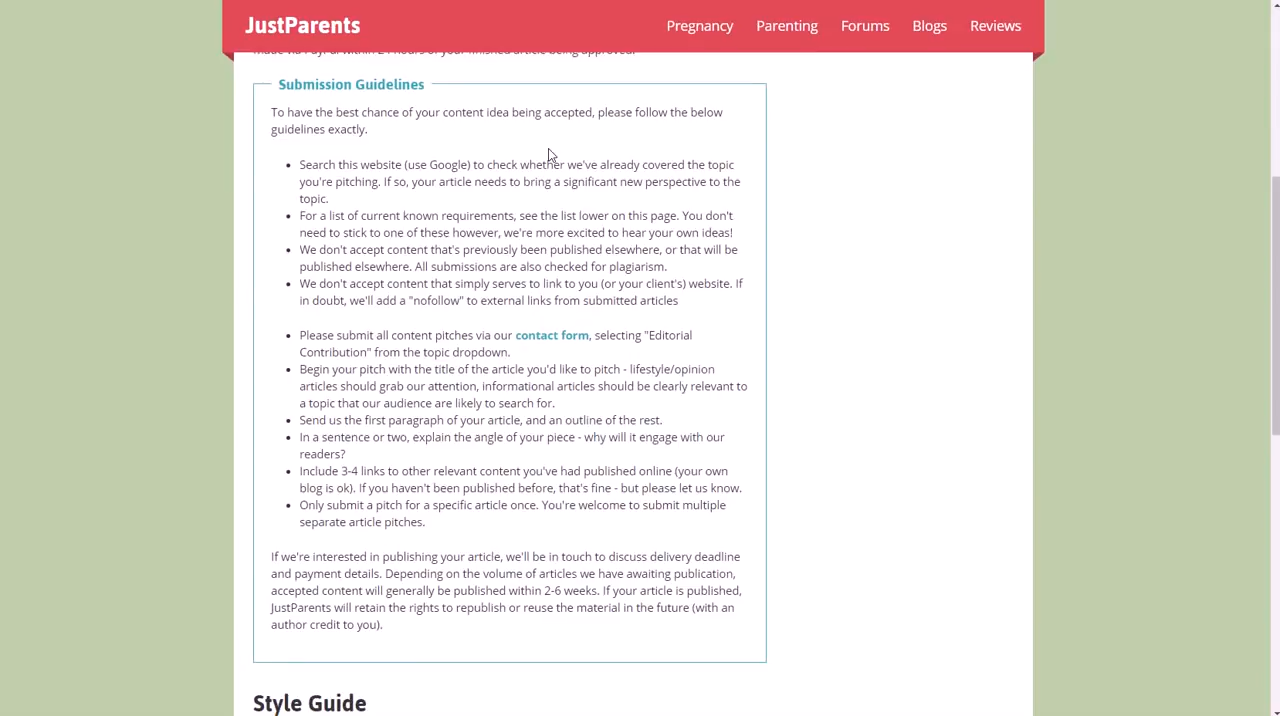 JustParents
Pregnancy Parenting Forums Blogs Reviews
made via PayPal within 24 hours of your finished article being approved.
Submission Guidelines
To have the best chance of your content idea being accepted, please follow the below
guidelines exactly.
Search this website (use Google) to check whether we've already covered the topic
you're pitching. If so, your article needs to bring a significant new perspective to the
topic.
For a list of current known requirements, see the list lower on this page. You don't
need to stick to one of these however, we're more excited to hear your own ideas!
We don't accept content that's previously been published elsewhere, or that will be
published elsewhere. All submissions are also checked for plagiarism.
We don't accept content that simply serves to link to you (or your client's) website. If
in doubt, we'll add a "nofollow" to external links from submitted articles
Please submit all content pitches via our contact form, selecting "Editorial
Contribution" from the topic dropdown.
Begin your pitch with the title of the article you'd like to pitch - lifestyle/opinion
articles should grab our attention, informational articles should be clearly relevant to
a topic that our audience are likely to search for.
Send us the first paragraph of your article, and an outline of the rest.
In a sentence or two, explain the angle of your piece - why will it engage with our
readers?
Include 3-4 links to other relevant content you've had published online (your own
blog is ok). If you haven't been published before, that's fine - but please let us know.
Only submit a pitch for a specific article once. You're welcome to submit multiple
separate article pitches.
If we're interested in publishing your article, we'll be in touch to discuss delivery deadline
and payment details. Depending on the volume of articles we have awaiting publication,
accepted content will generally be published within 2-6 weeks. If your article is published,
JustParents will retain the rights to republish or reuse the material in the future (with an
author credit to you).
Style Guide